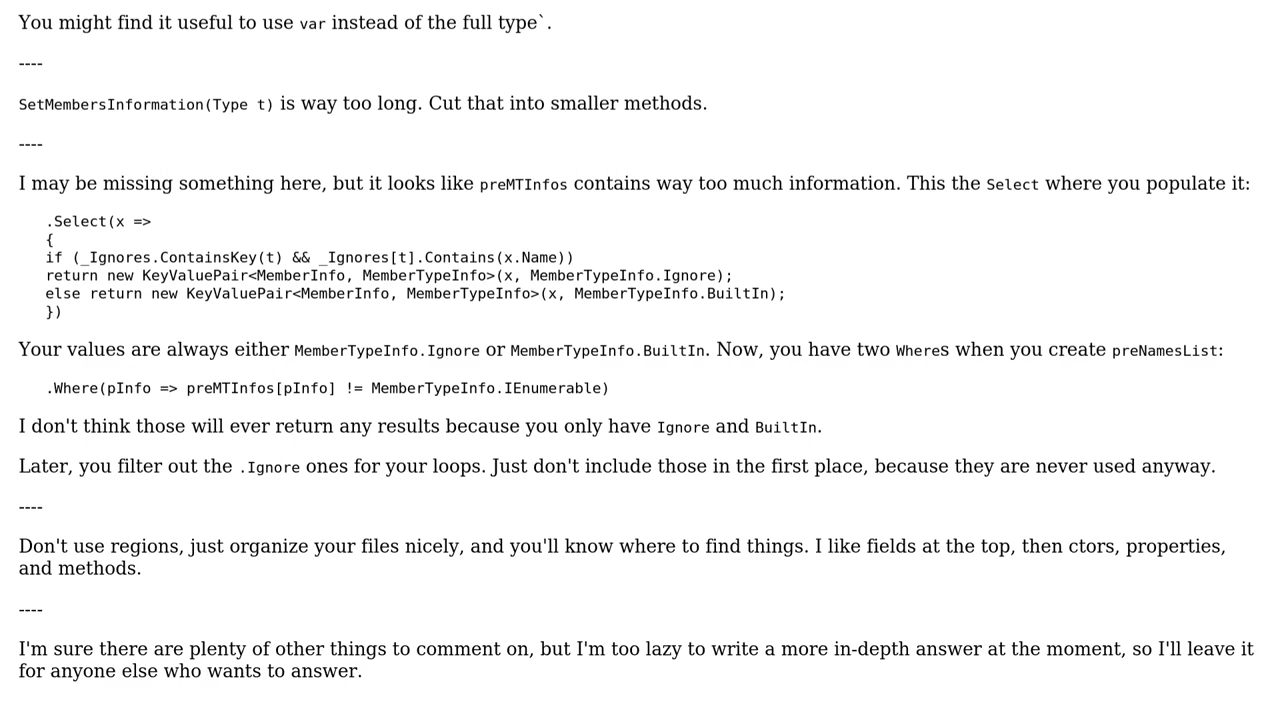 You might find it useful to use var instead of the full type`.
----
SetMembersInformation(Type t) is way too long. Cut that into smaller methods.
----
I may be missing something here, but it looks like preMTInfos contains way too much information. This the Select where you populate it:
.Select(x =>
{
if (_Ignores.ContainsKey(t) && _Ignores[t].Contains(x.Name))
return new KeyValuePair<MemberInfo, MemberTypeInfo>(x, MemberTypeInfo.Ignore);
else return new KeyValuePair<MemberInfo, MemberTypeInfo>(x, MemberTypeInfo.BuiltIn);
})
Your values are always either MemberTypeInfo.Ignore or MemberTypeInfo.BuiltIn. Now, you have two Wheres when you create preNamesList:
.Where(pInfo => preMTInfos[pInfo] != MemberTypeInfo.IEnumerable)
I don't think those will ever return any results because you only have Ignore and BuiltIn.
Later, you filter out the .Ignore ones for your loops. Just don't include those in the first place, because they are never used anyway.
----
Don't use regions, just organize your files nicely, and you'll know where to find things. I like fields at the top, then ctors, properties,
and methods.
----
I'm sure there are plenty of other things to comment on, but I'm too lazy to write a more in-depth answer at the moment, so I'll leave it
for anyone else who wants to answer.